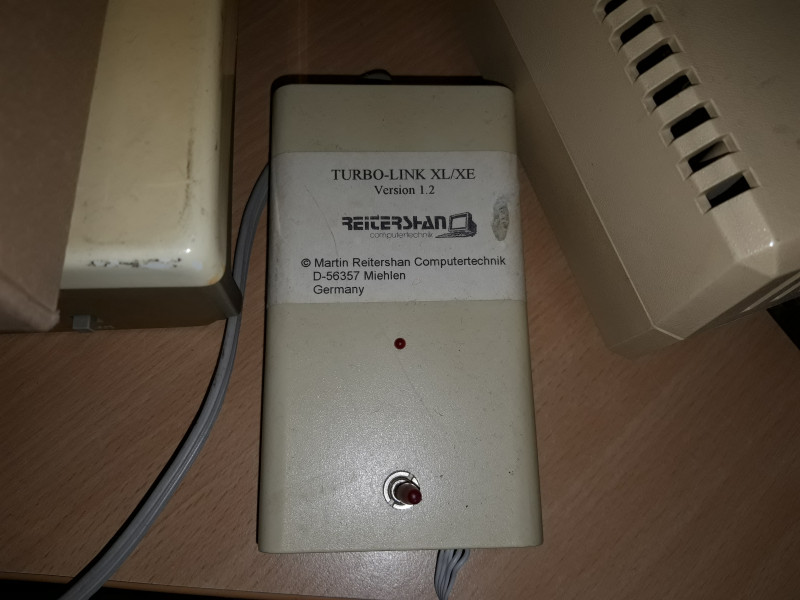 TURBO-LINK XL/XE
Version 1.2
REITERSHAN
computertechnik
© Martin Reitershan Computertechnik
D-56357 Miehlen
Germany